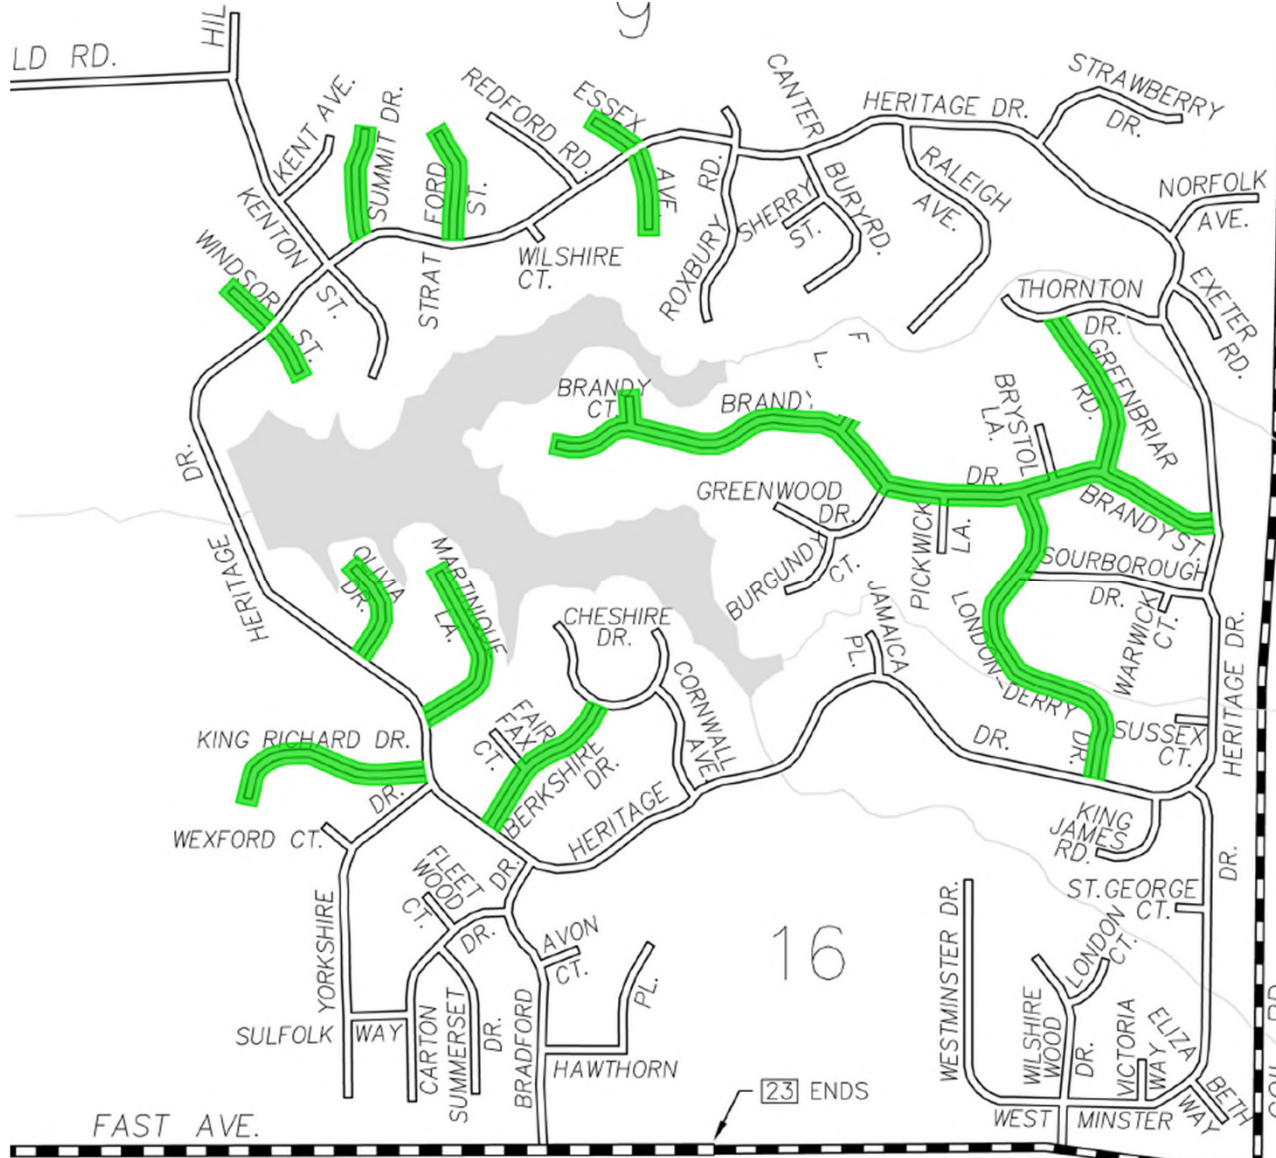 9
HIL
LD RD.
KENT AVE.
SUMMIT DR.
REDFORD RD.
ESSEX
AVE.
CANTER
BURYRD.
HERITAGE DR.
STRAWBERRY
DR.
KENTON
ST.
STRAT FORD
ST.
WILSHIRE
CT.
ROXBURY
RD.
SHERRY
ST.
RALEIGH
AVE.
NORFOLK
AVE.
WINDSOR
ST.
EXETER
RD.
THORNTON
DR.
GREENBRIAR
RD.
BRANDY
CT.
BRANDY
L.
F
BRYSTOL
LA.
DR.
GREENWOOD
DR.
PICKWICK
LA.
BRANDY ST.
BURGUNDY
CT.
SOURBOROUGH
DR.
WARWICK
CT.
DR.
HERITAGE
OLIVIA
DR.
MARTINIQUE
LA.
CHESHIRE
DR.
JAMAICA
PL.
LONDON-DERRY
DR.
CORNWALL
AVE.
SUSSEX
CT.
HERITAGE DR.
KING RICHARD DR.
FAIR
FAX
CT.
BERKSHIRE
DR.
DR.
HERITAGE
DR.
WEXFORD CT.
KING
JAMES
RD.
DR.
FLEET
WOOD
CT.
DR.
ST.GEORGE
CT.
YORKSHIRE
DR.
AVON
CT.
16
WESTMINSTER DR.
LONDON
CT.
PL.
SULFOLK WAY
CARTON
SUMMERSET
DR.
BRADFORD
HAWTHORN
WILSHIRE
WOOD
DR.
VICTORIA
WAY
ELIZA
BETH
WAY
23 ENDS
WEST MINSTER
FAST AVE.